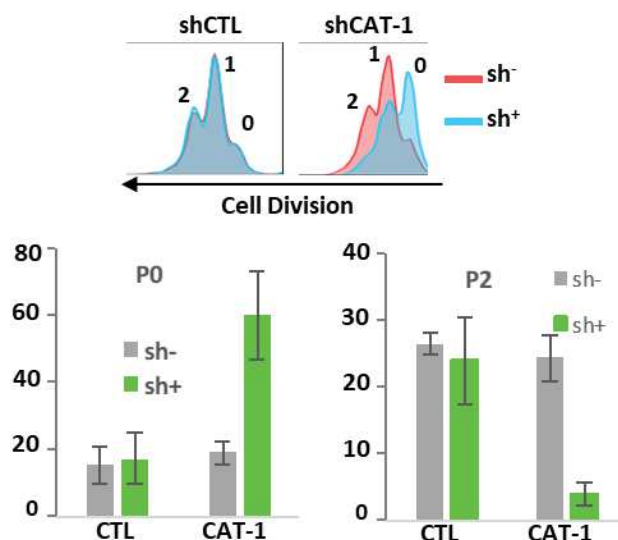 shCTL
shCAT-1
1
2
0
1
0
2
sh-
sh+
Cell Division
80
60
40
20
0
P0
sh-
sh+
CTL
CAT-1
40
30
20
10
0
P2
sh-
sh+
CTL
CAT-1